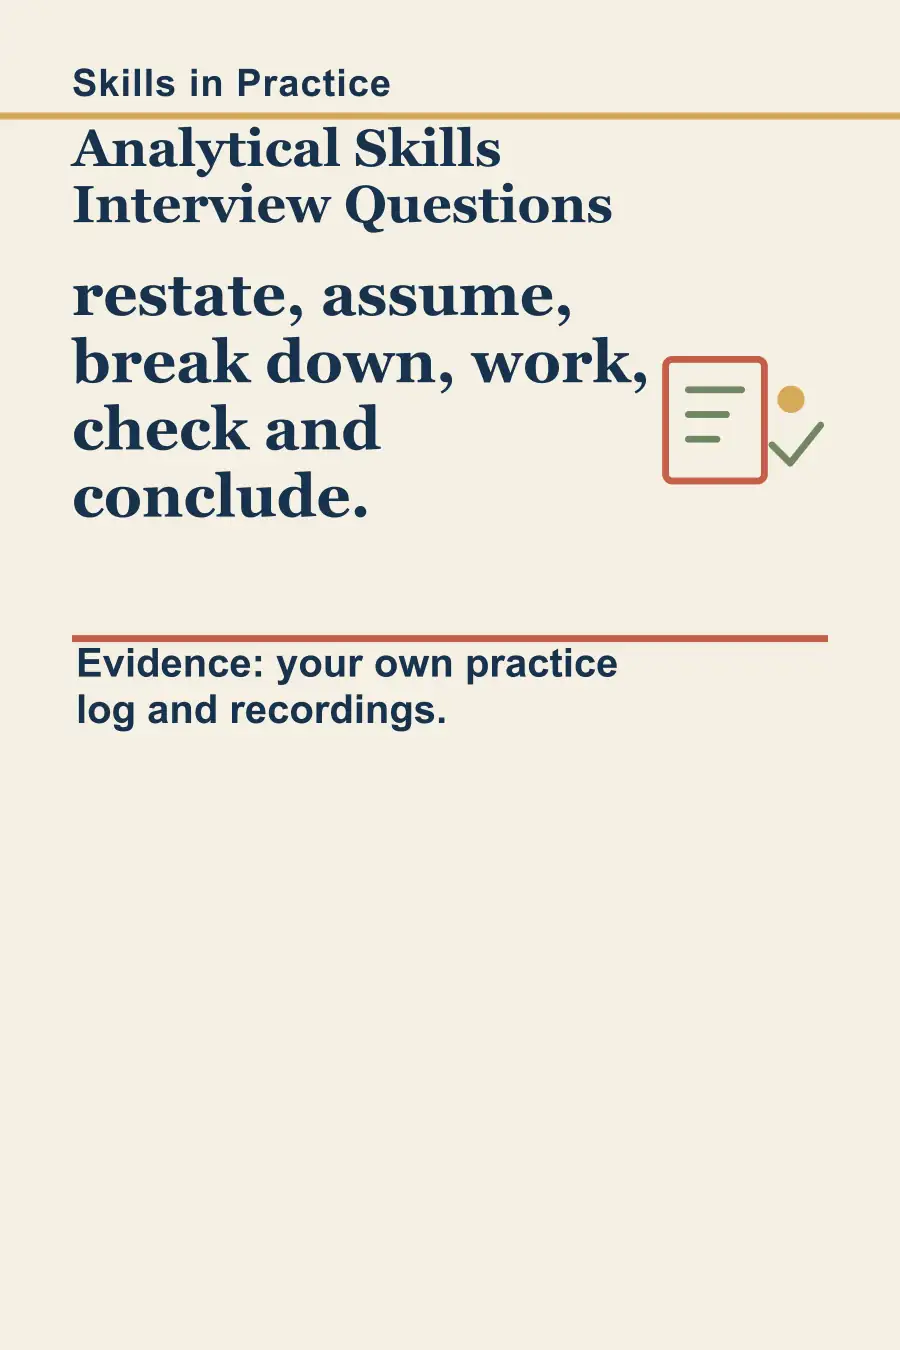 Skills in Practice
Analytical Skills
Interview Questions
restate, assume,
break down, work,
check and
conclude.
Evidence: your own practice
log and recordings.